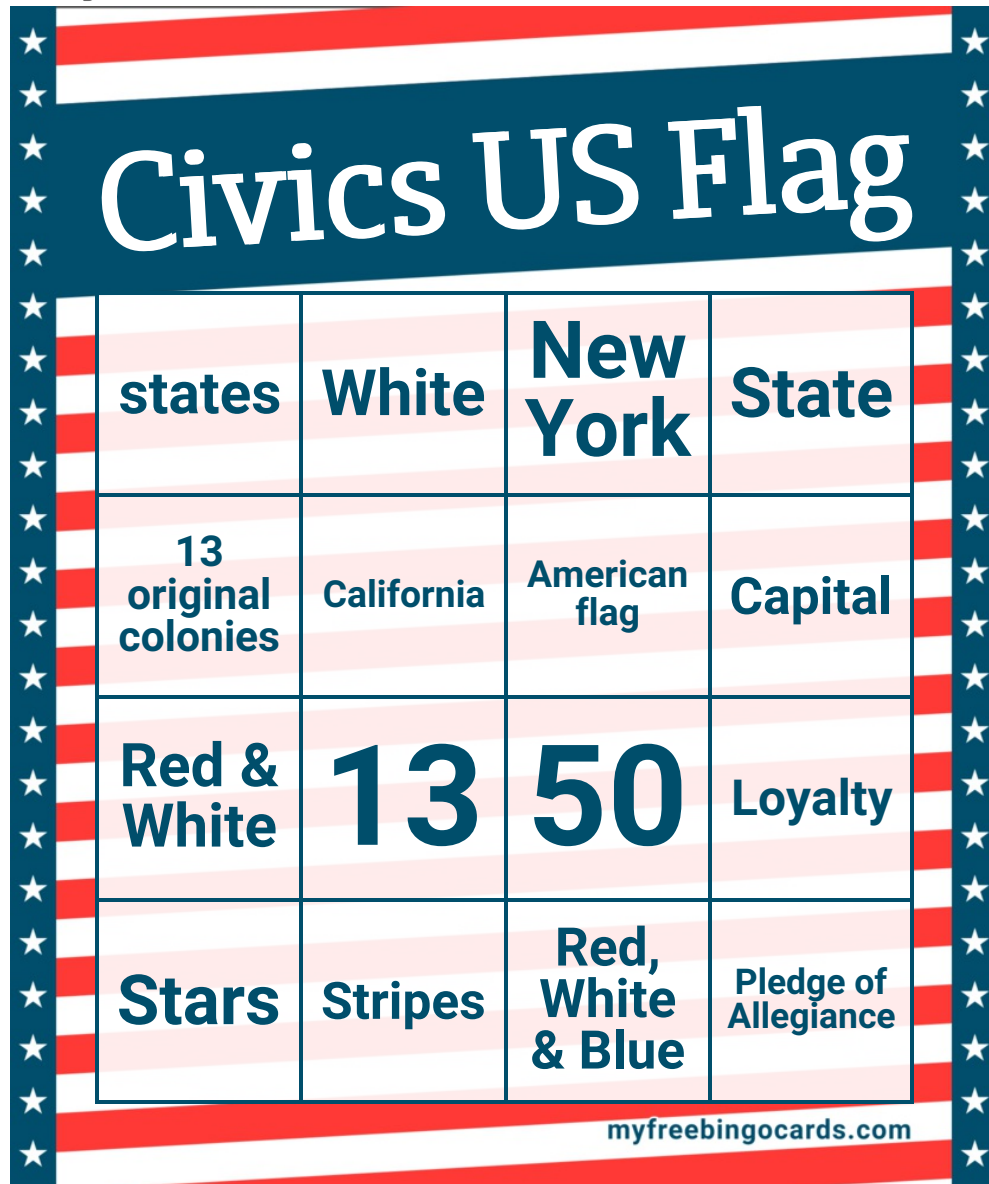 Civics US Flag
states
White
New
York
State
13
original
colonies
California
American
flag
Capital
Red &
White
13
50
Loyalty
Stars
Stripes
Red,
White
& Blue
Pledge of
Allegiance
myfreebingocards.com